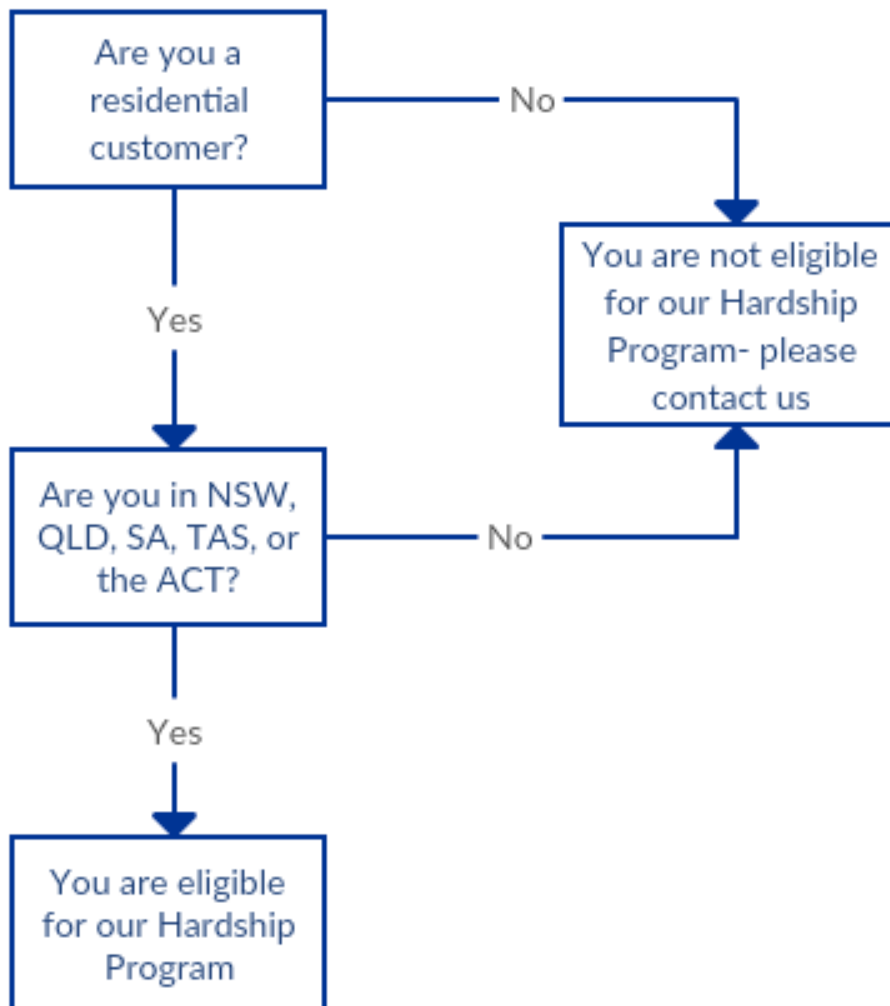 Are you a
residential
customer?
No
You are not eligible
for our Hardship
Program- please
contact us
Yes
Are you in NSW,
QLD, SA, TAS, or
the ACT?
No
Yes
You are eligible
for our Hardship
Program